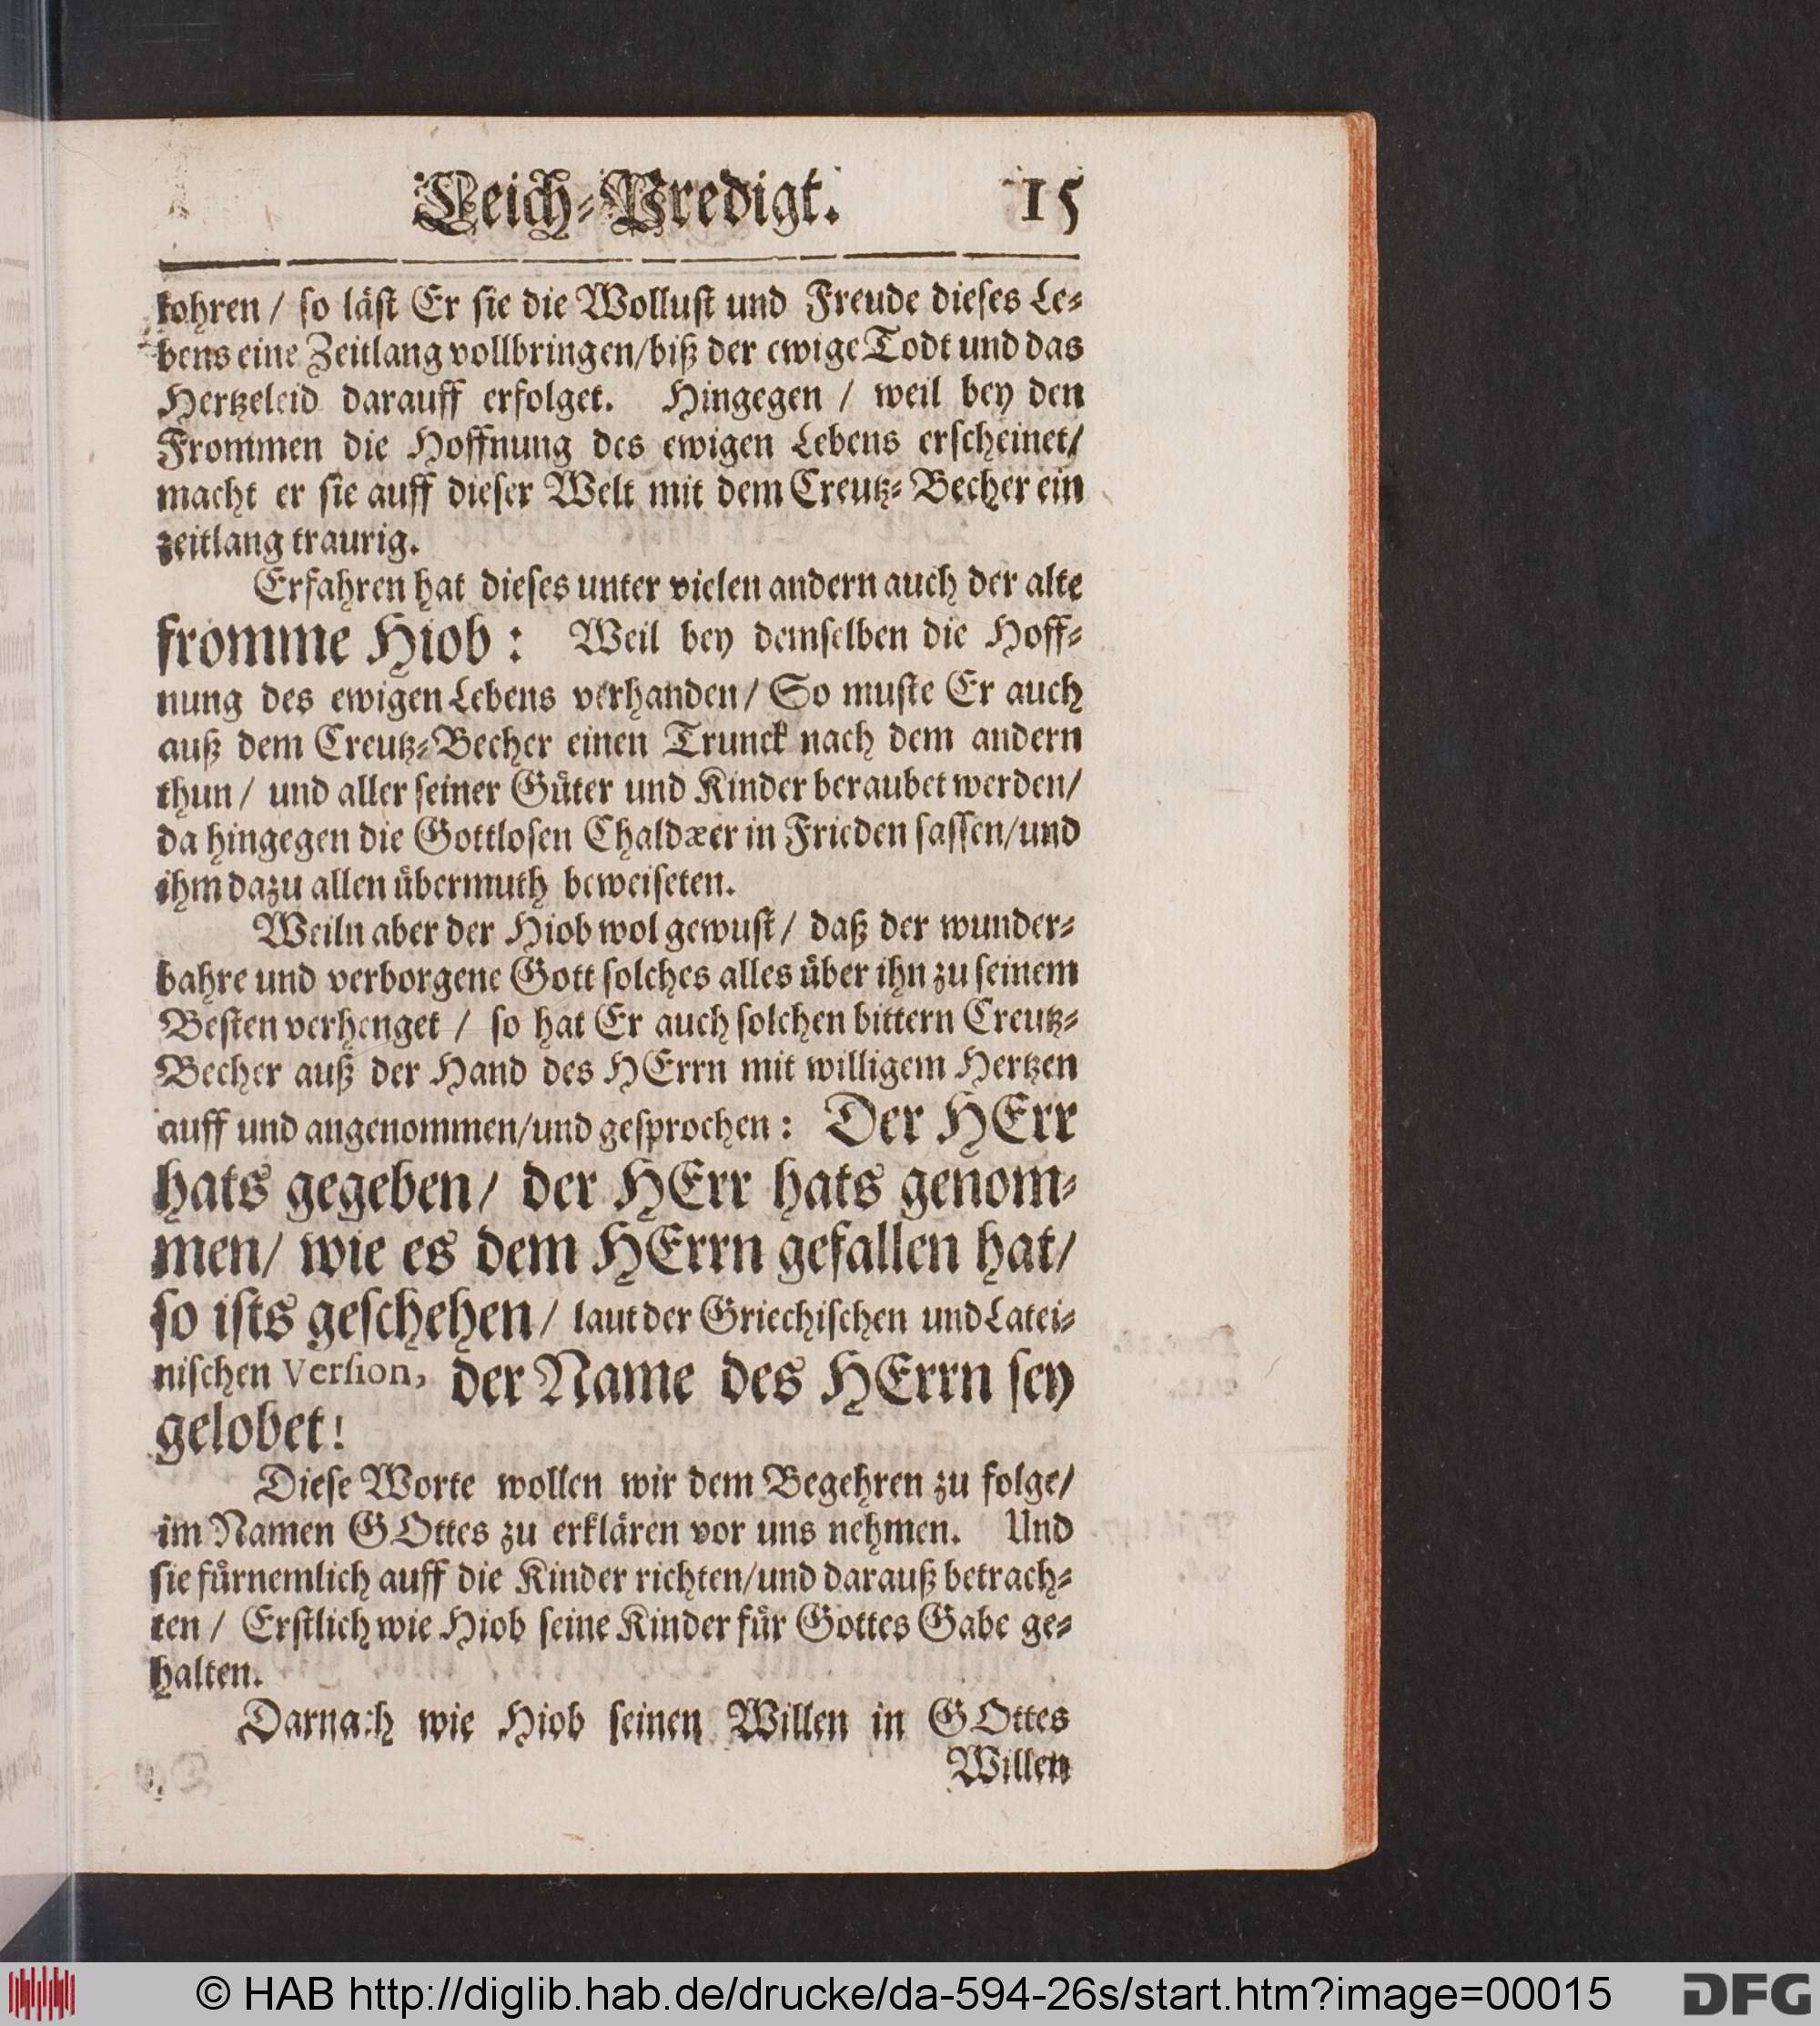 Leich-Predigt. 15
kohren / so läst Er sie die Wollust und Freude dieses Le-
bens eine Zeitlang vollbringen/biß der ewige Todt und das
Hertzeleid darauff erfolget. Hingegen / weil bey den
Frommen die Hoffnung des ewigen Lebens erscheinet/
macht er sie auff dieser Welt mit dem Creutz-Becher ein
zeitlang traurig.
Erfahren hat dieses unter vielen andern auch der alte
fromme Hiob: Weil bey demselben die Hoff-
nung des ewigen Lebens verhanden/ So muste Er auch
auß dem Creutz-Becher einen Trunck nach dem andern
thun / und aller seiner Güter und Kinder beraubet werden/
da hingegen die Gottlosen Chaldæer in Frieden sassen/und
ihm dazu allen übermuth beweiseten.
Weiln aber der Hiob wol gewust / daß der wunder-
bahre und verborgene Gott solches alles über ihn zu seinem
Besten verhenget / so hat Er auch solchen bittern Creutz-
Becher auß der Hand des HErrn mit willigem Hertzen
auff und angenommen/und gesprochen: Der HErr
hats gegeben/ der HErr hats genom-
men/ wie es dem HErrn gefallen hat/
so ists geschehen/ laut der Griechischen und Latei-
nischen Version, der Name des HErrn sey
gelobet!
Diese Worte wollen wir dem Begehren zu folge/
im Namen GOttes zu erklären vor uns nehmen. Und
sie fürnemlich auff die Kinder richten/und darauß betrach-
ten / Erstlich wie Hiob seine Kinder für Gottes Gabe ge-
halten.
Darnach wie Hiob seinen Willen in GOttes
Willen
© HAB http://diglib.hab.de/drucke/da-594-26s/start.htm?image=00015 DFG